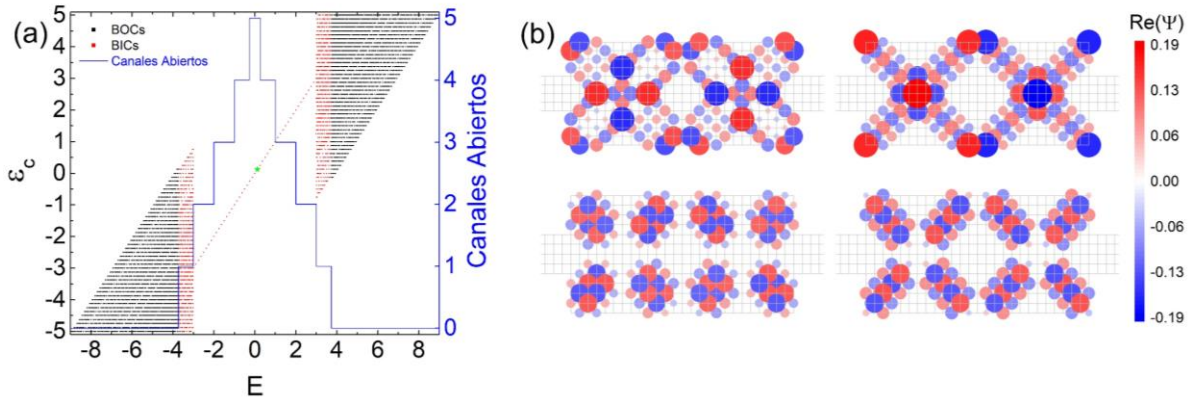 (a)
BOCs
BICs
Canales Abiertos
5
4
3
2
1
0
-1
-2
-3
-4
-5
ε_c
-8 -6 -4 -2 0 2 4 6 8
E
5
4
3
2
1
0
Canales Abiertos
(b)
Re(Ψ)
0.19
0.13
0.06
0.00
-0.06
-0.13
-0.19